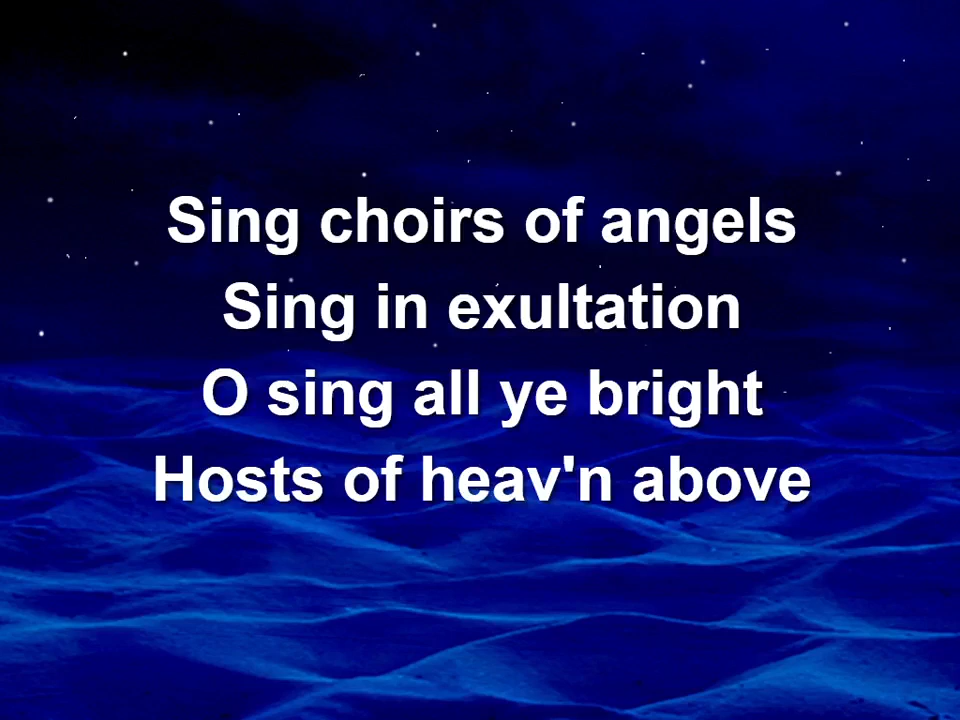 Sing choirs of angels
Sing in exultation
O sing all ye bright
Hosts of heav'n above